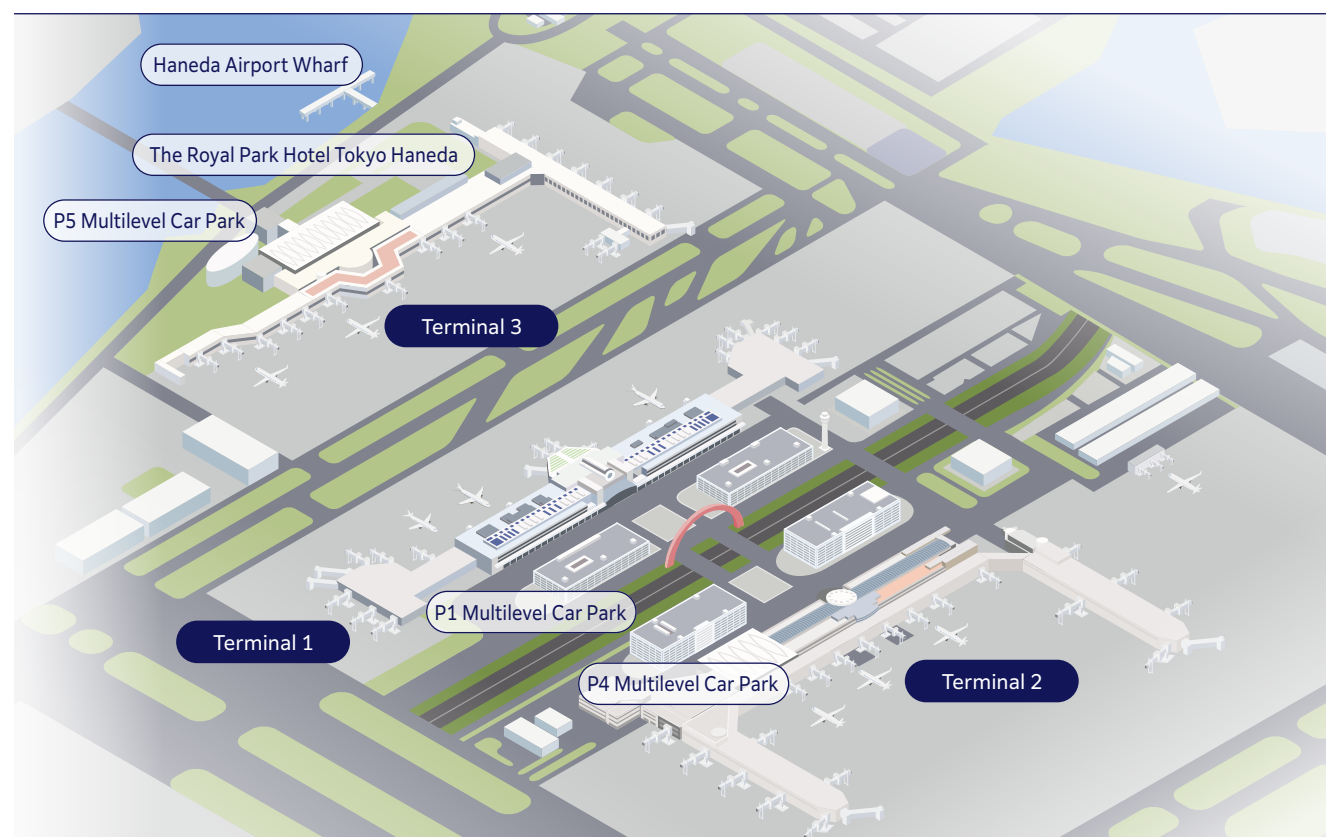 Haneda Airport Wharf
The Royal Park Hotel Tokyo Haneda
P5 Multilevel Car Park
Terminal 3
P1 Multilevel Car Park
Terminal 1
P4 Multilevel Car Park
Terminal 2